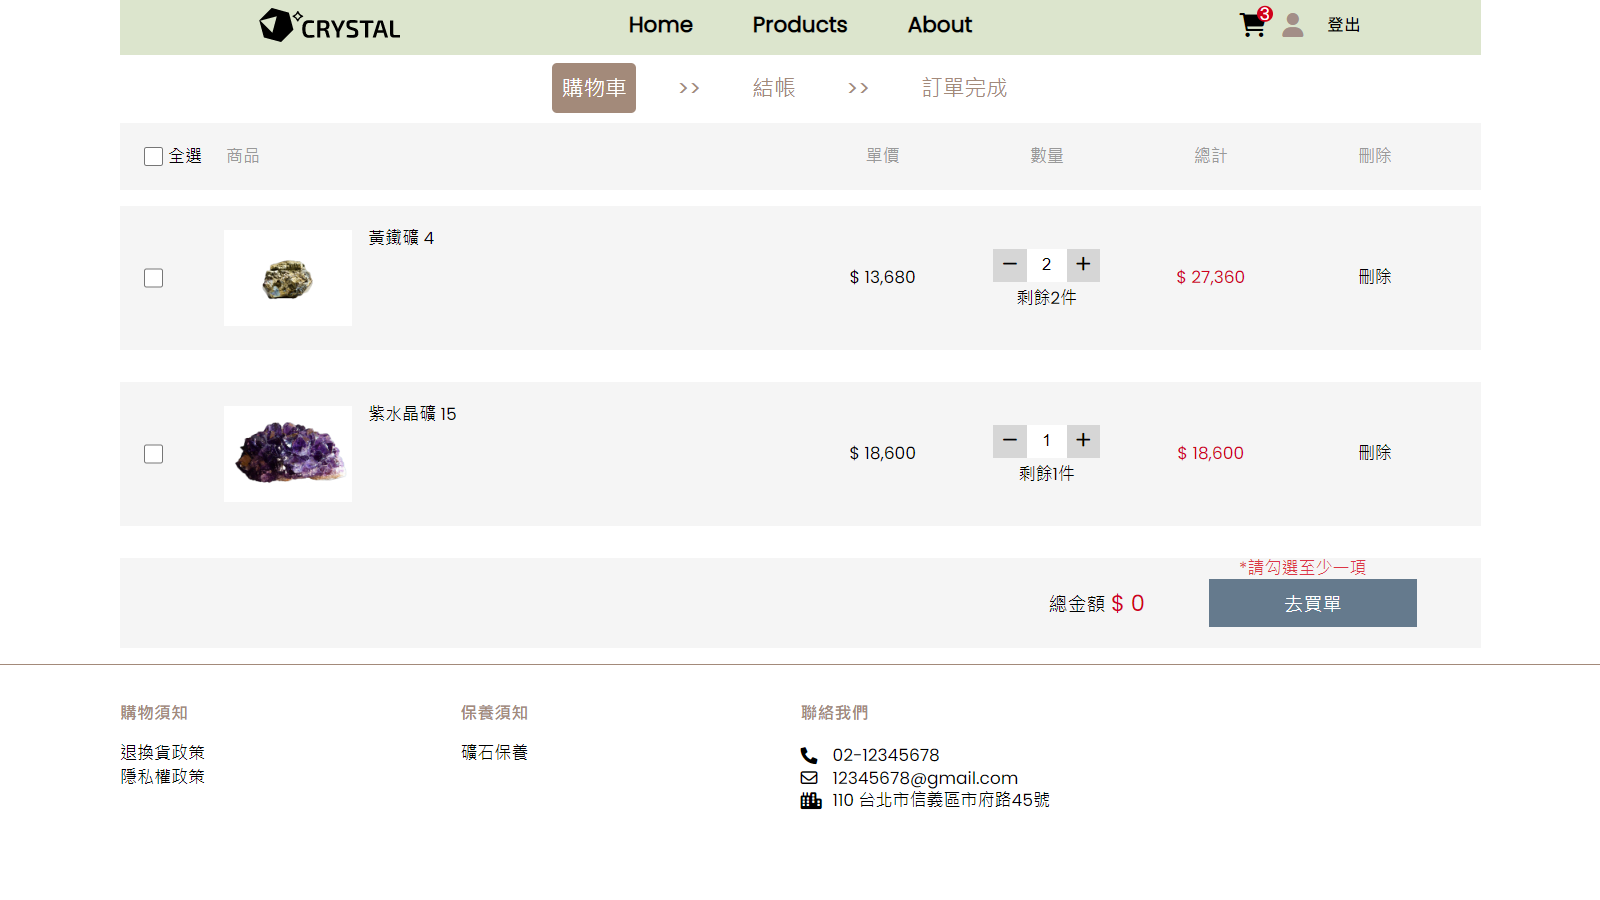 CRYSTAL Home Products About 3 登出
購物車 >> 結帳 >> 訂單完成
全選 商品 單價 數量 總計 刪除
黃鐵礦 4
$ 13,680 − 2 + $ 27,360 刪除
剩餘2件
紫水晶礦 15
$ 18,600 − 1 + $ 18,600 刪除
剩餘1件
*請勾選至少一項
總金額 $ 0 去買單
購物須知 保養須知 聯絡我們
退換貨政策 礦石保養 02-12345678
隱私權政策 12345678@gmail.com
110 台北市信義區市府路45號